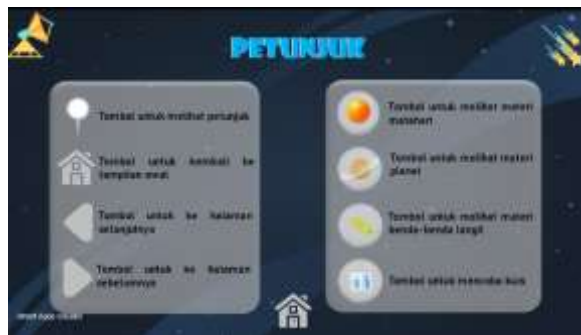 PETUNJUK
Tombol untuk melihat petunjuk
Tombol untuk kembali ke
tampilan awal
Tombol untuk ke halaman
selanjutnya
Tombol untuk ke halaman
sebelumnya
Tombol untuk melihat materi
matahari
Tombol untuk melihat materi
planet
Tombol untuk melihat materi
benda-benda langit
Tombol untuk mencoba kuis